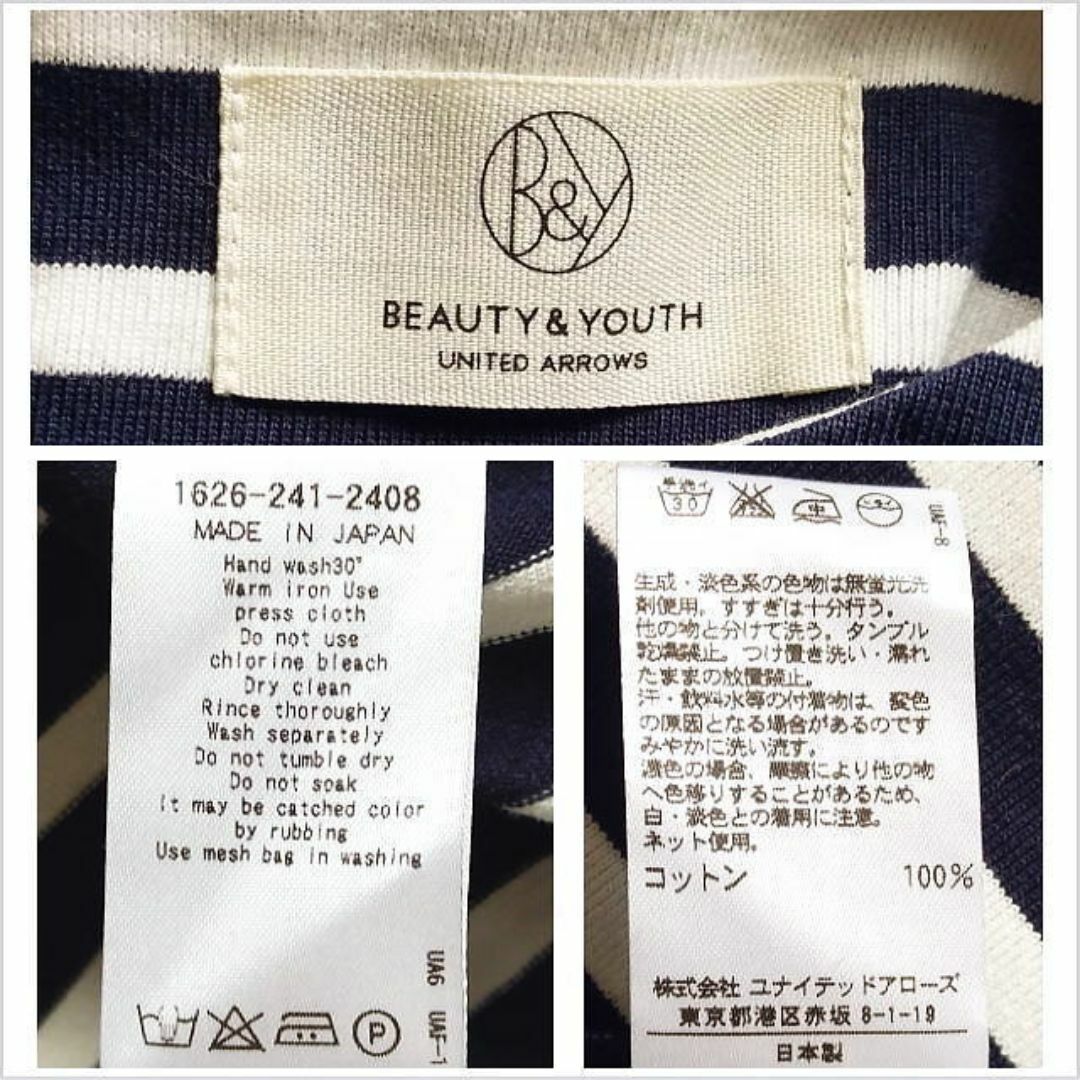 B&Y
BEAUTY & YOUTH
UNITED ARROWS
1626-241-2408
MADE IN JAPAN
Hand wash30°
Warm iron Use
press cloth
Do not use
chlorine bleach
Dry clean
Rince thoroughly
Wash separately
Do not tumble dry
Do not soak
it may be catched color
by rubbing
Use mesh bag in washing
UA6 UAF-1
P
手洗イ
30
中
UAF-8
生成・淡色系の色物は無蛍光洗
剤使用。すすぎは十分行う。
他の物と分けて洗う。タンブル
乾燥禁止。つけ置き洗い・濡れ
たままの放置禁止。
汗・飲料水等の付着物は、変色
の原因となる場合があるのです
みやかに洗い流す。
濃色の場合、摩擦により他の物
へ色移りすることがあるため、
白・淡色との着用に注意。
ネット使用。
コットン 100%
株式会社 ユナイテッドアローズ
東京都港区赤坂 8-1-19
日本製